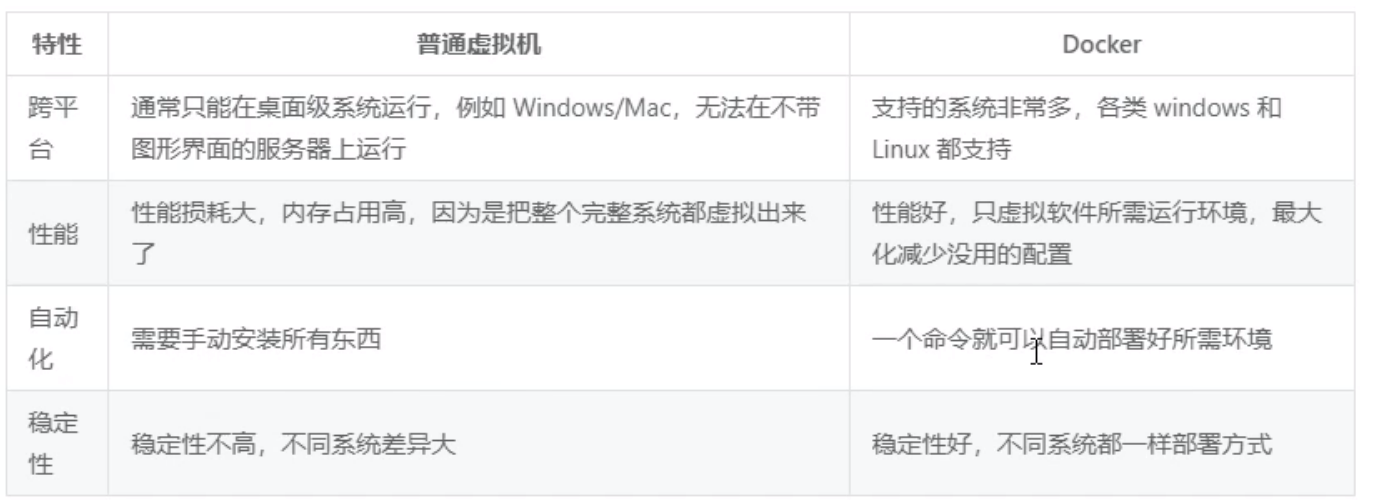 特性
普通虚拟机
Docker
跨平
台
通常只能在桌面级系统运行，例如 Windows/Mac，无法在不带
图形界面的服务器上运行
支持的系统非常多，各类 windows 和
Linux 都支持
性能
性能损耗大，内存占用高，因为是把整个完整系统都虚拟出来
了
性能好，只虚拟软件所需运行环境，最大
化减少没用的配置
自动
化
需要手动安装所有东西
一个命令就可以自动部署好所需环境
稳定
性
稳定性不高，不同系统差异大
稳定性好，不同系统都一样部署方式